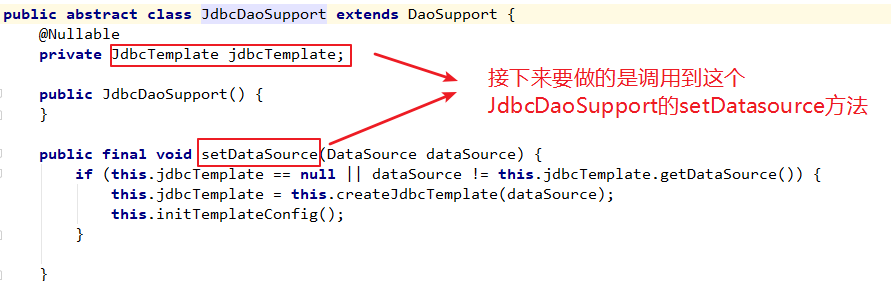 public abstract class JdbcDaoSupport extends DaoSupport {
@Nullable
private JdbcTemplate jdbcTemplate;
接下来要做的是调用到这个
JdbcDaoSupport的setDatasource方法
public JdbcDaoSupport() {
}
public final void setDataSource(DataSource dataSource) {
if (this.jdbcTemplate == null || dataSource != this.jdbcTemplate.getDataSource()) {
this.jdbcTemplate = this.createJdbcTemplate(dataSource);
this.initTemplateConfig();
}
}